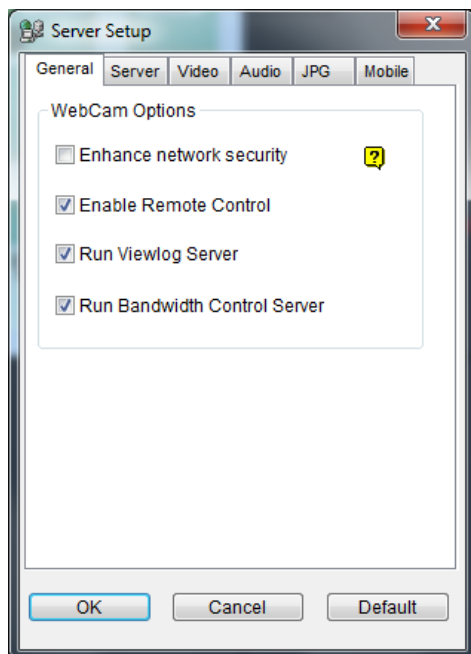 Server Setup
General Server Video Audio JPG Mobile
WebCam Options
Enhance network security
Enable Remote Control
Run Viewlog Server
Run Bandwidth Control Server
OK Cancel Default